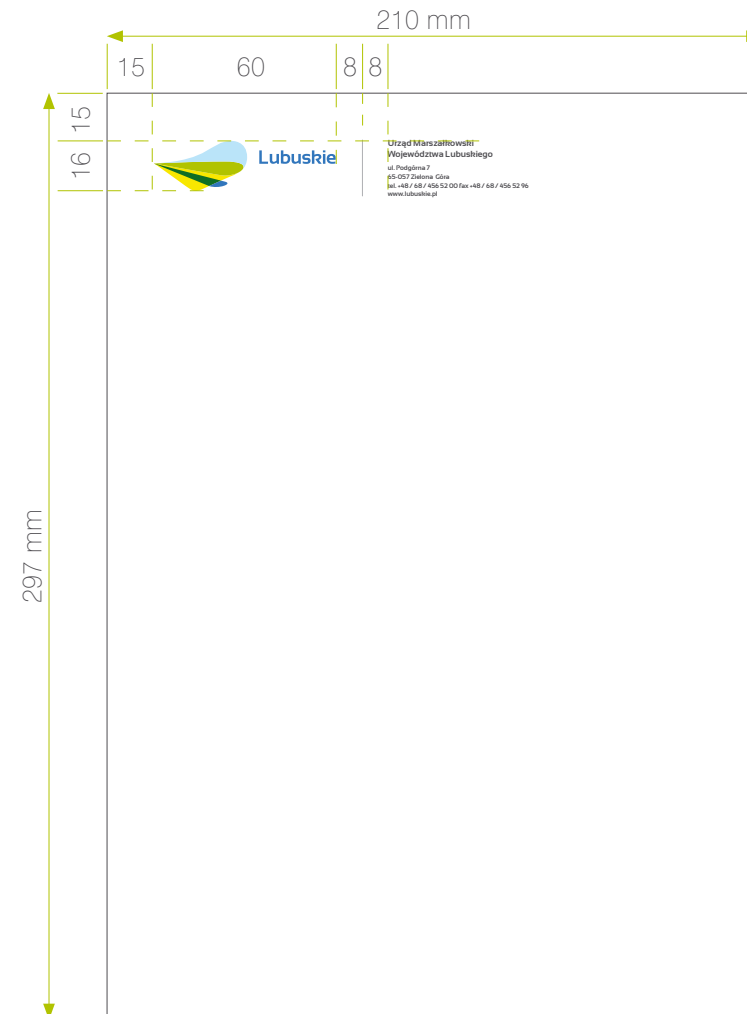 210 mm
15 60 8 8
15
16
Lubuskie
Urząd Marszałkowski
Województwa Lubuskiego
ul. Podgórna 7
65-057 Zielona Góra
tel. +48 / 68 / 456 52 00 fax +48 / 68 / 456 52 96
www.lubuskie.pl
297 mm